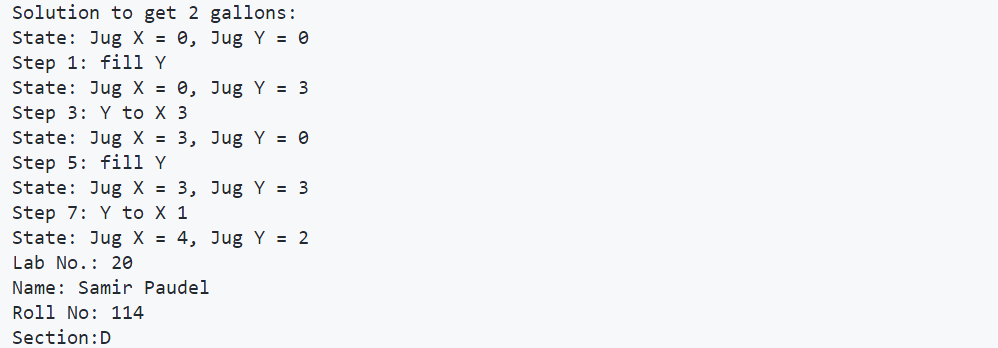 Solution to get 2 gallons:
State: Jug X = 0, Jug Y = 0
Step 1: fill Y
State: Jug X = 0, Jug Y = 3
Step 3: Y to X 3
State: Jug X = 3, Jug Y = 0
Step 5: fill Y
State: Jug X = 3, Jug Y = 3
Step 7: Y to X 1
State: Jug X = 4, Jug Y = 2
Lab No.: 20
Name: Samir Paudel
Roll No: 114
Section:D